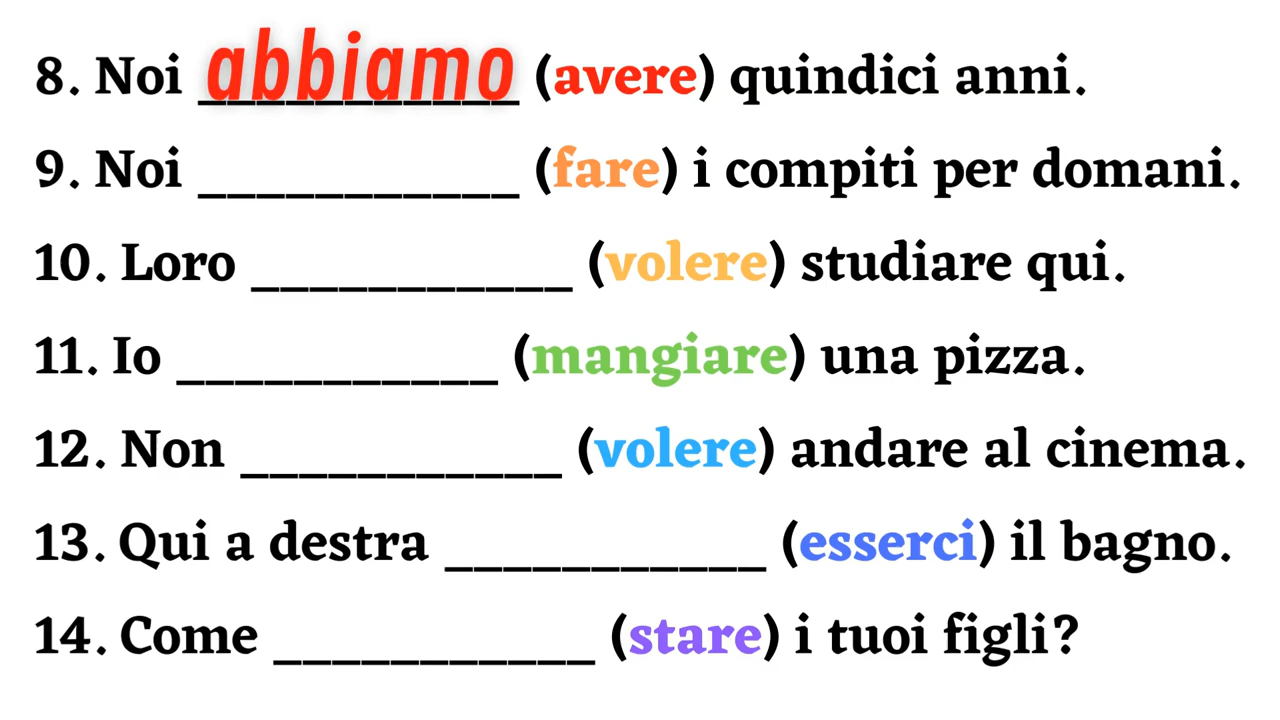 8. Noi abbiamo (avere) quindici anni.
9. Noi ___________ (fare) i compiti per domani.
10. Loro ___________ (volere) studiare qui.
11. Io ___________ (mangiare) una pizza.
12. Non ___________ (volere) andare al cinema.
13. Qui a destra ___________ (esserci) il bagno.
14. Come ___________ (stare) i tuoi figli?